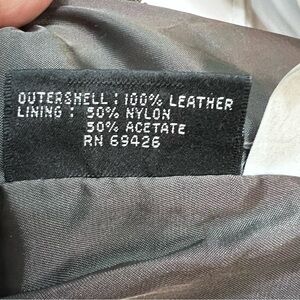 OUTERSHELL : 100% LEATHER
LINING : 50% NYLON
50% ACETATE
RN 69426